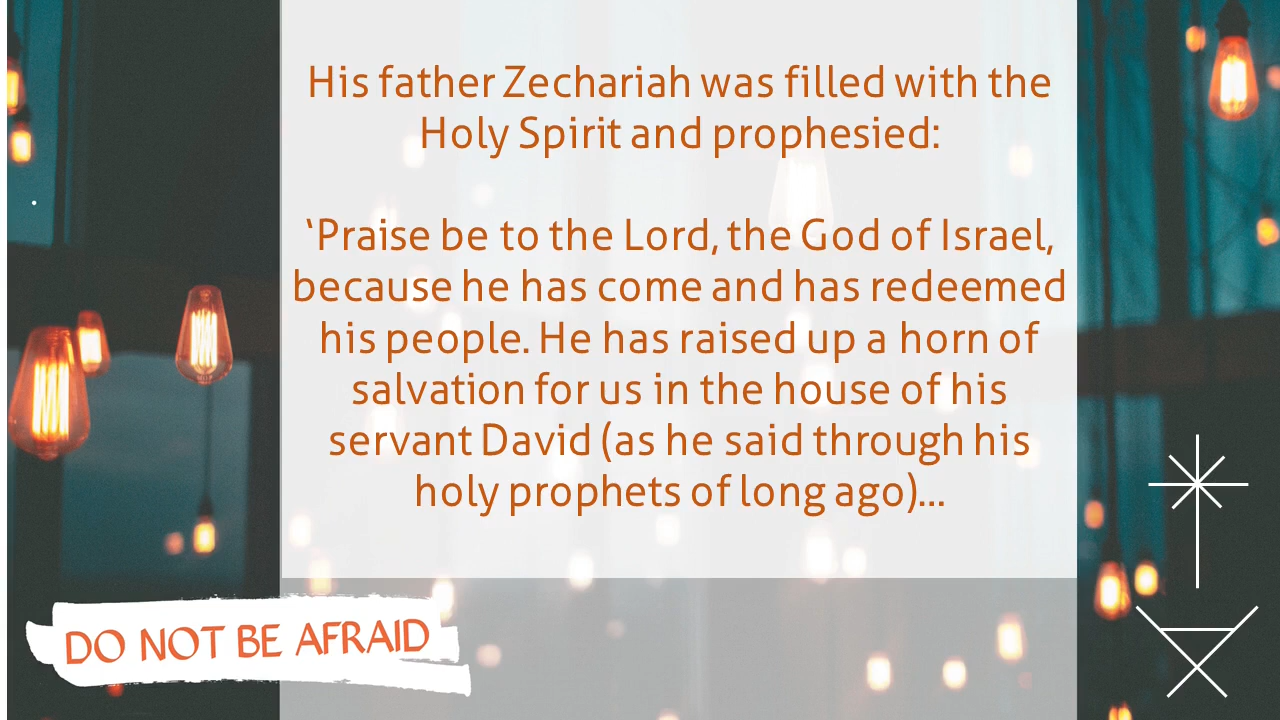 His father Zechariah was filled with the
Holy Spirit and prophesied:
‘Praise be to the Lord, the God of Israel,
because he has come and has redeemed
his people. He has raised up a horn of
salvation for us in the house of his
servant David (as he said through his
holy prophets of long ago)...
DO NOT BE AFRAID